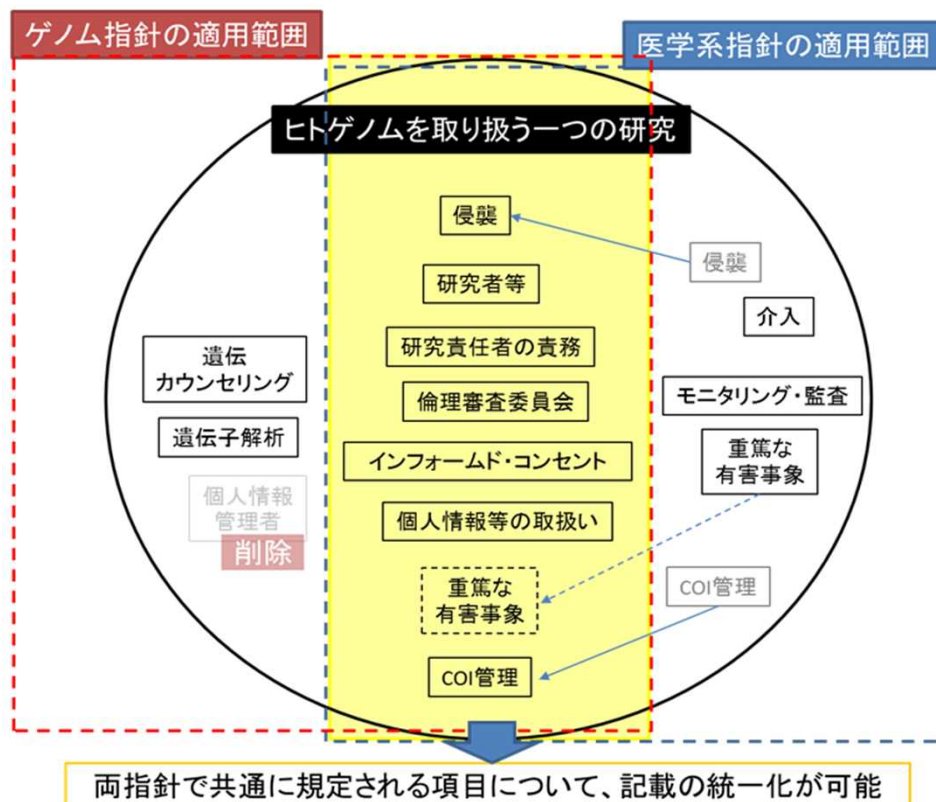 ゲノム指針の適用範囲
医学系指針の適用範囲
ヒトゲノムを取り扱う一つの研究
侵襲
侵襲
研究者等
介入
研究責任者の責務
遺伝
カウンセリング
倫理審査委員会
モニタリング・監査
遺伝子解析
インフォームド・コンセント
重篤な
有害事象
個人情報
管理者
削除
個人情報等の取扱い
重篤な
有害事象
COI管理
COI管理
両指針で共通に規定される項目について、記載の統一化が可能